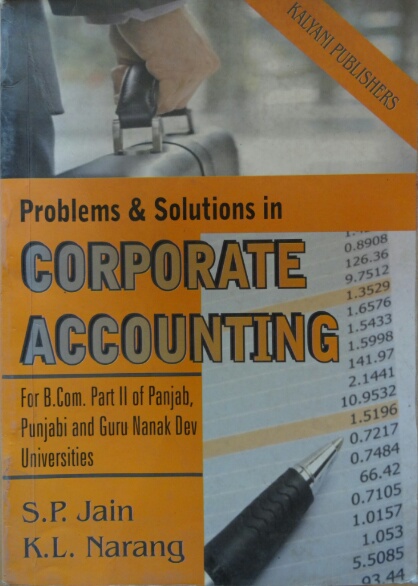 KALYANI PUBLISHERS
Problems & Solutions in
CORPORATE
ACCOUNTING
For B.Com. Part II of Panjab,
Punjabi and Guru Nanak Dev
Universities
S.P. Jain
K.L. Narang
0.8908
126.36
9.7512
1.3529
1.6576
1.5433
1.5998
141.97
2.1441
10.9532
1.5196
0.7217
0.7484
66.42
0.7105
1.0157
1.053
5.5085
93.44